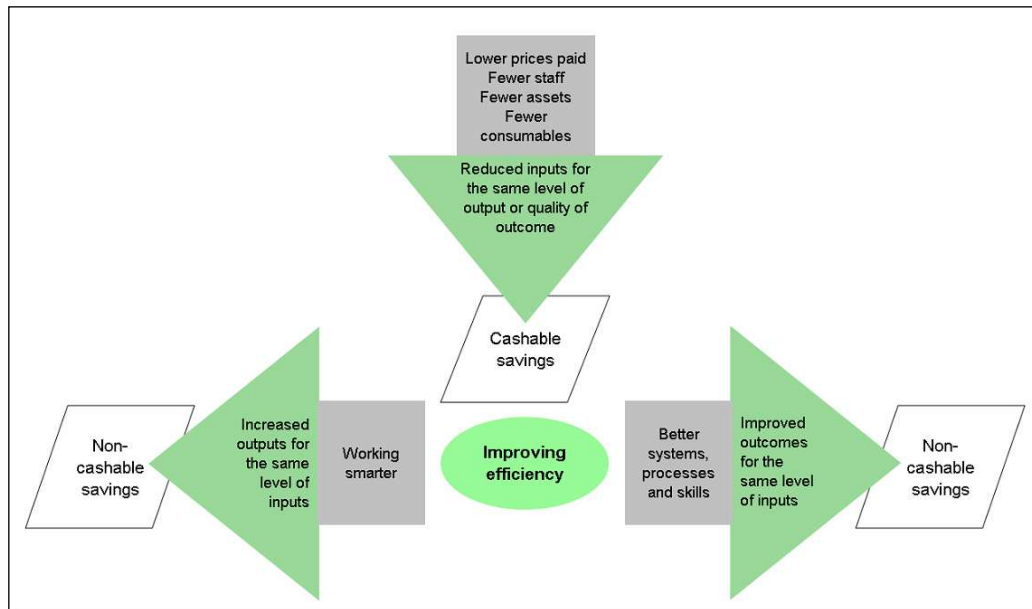 Lower prices paid
Fewer staff
Fewer assets
Fewer
consumables
Reduced inputs for
the same level of
output or quality of
outcome
Cashable
savings
Non-
cashable
savings
Increased
outputs for
the same
level of
inputs
Working
smarter
Improving
efficiency
Better
systems,
processes
and skills
Improved
outcomes
for the
same level
of inputs
Non-
cashable
savings